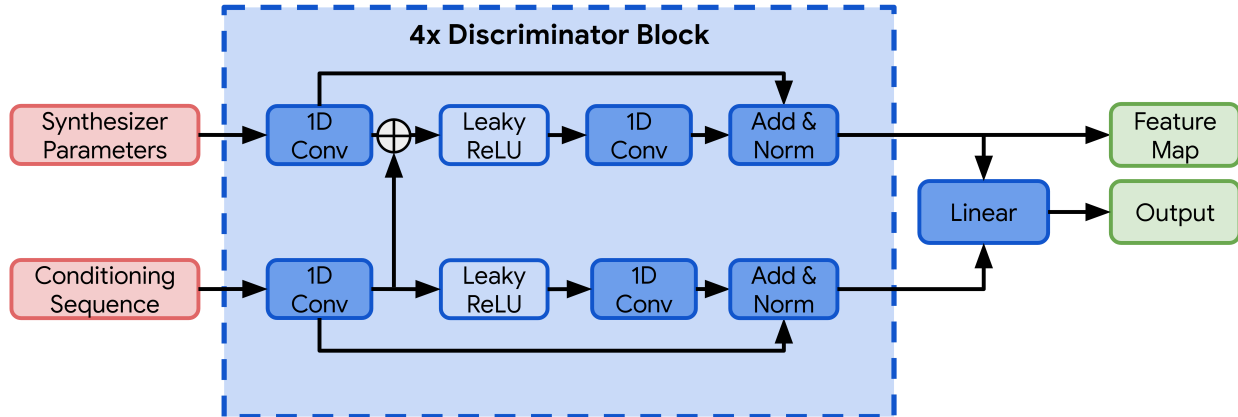 4x Discriminator Block
Synthesizer
Parameters
1D
Conv
Leaky
ReLU
1D
Conv
Add &
Norm
Feature
Map
Linear
Output
Conditioning
Sequence
1D
Conv
Leaky
ReLU
1D
Conv
Add &
Norm